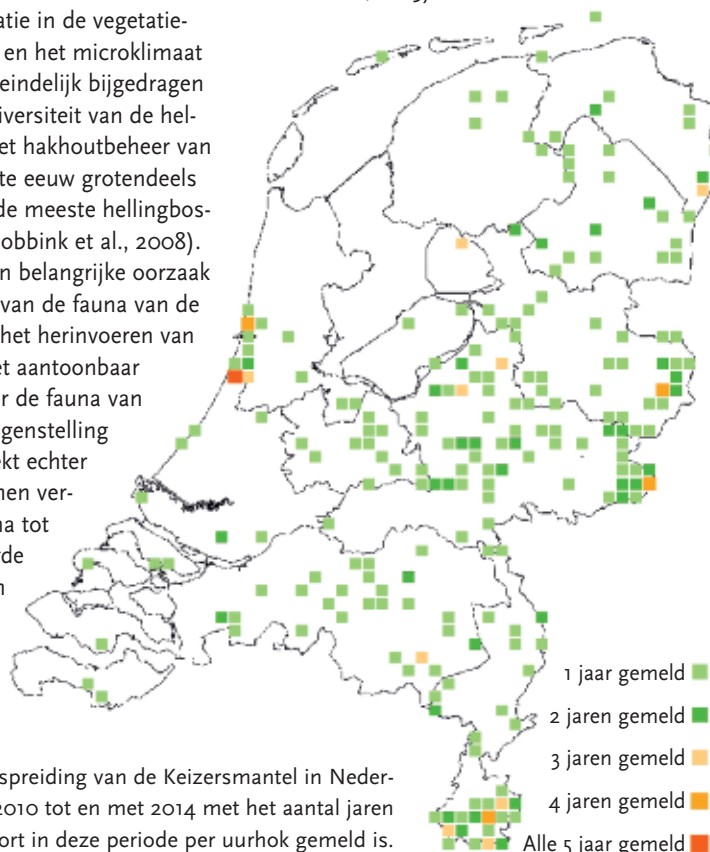 atie in de vegetatie-
en het microklimaat
eindelijk bijgedragen
iversiteit van de hel-
et hakhoutbeheer van
te eeuw grotendeels
de meeste hellingbos-
obbink et al., 2008).
n belangrijke oorzaak
van de fauna van de
het herinvoeren van
et aantoonbaar
r de fauna van
genstelling
ekt echter
nen ver-
na tot
rde
1 jaar gemeld
2 jaren gemeld
3 jaren gemeld
4 jaren gemeld
Alle 5 jaar gemeld
spreiding van de Keizersmantel in Neder-
2010 tot en met 2014 met het aantal jaren
ort in deze periode per uurhok gemeld is.